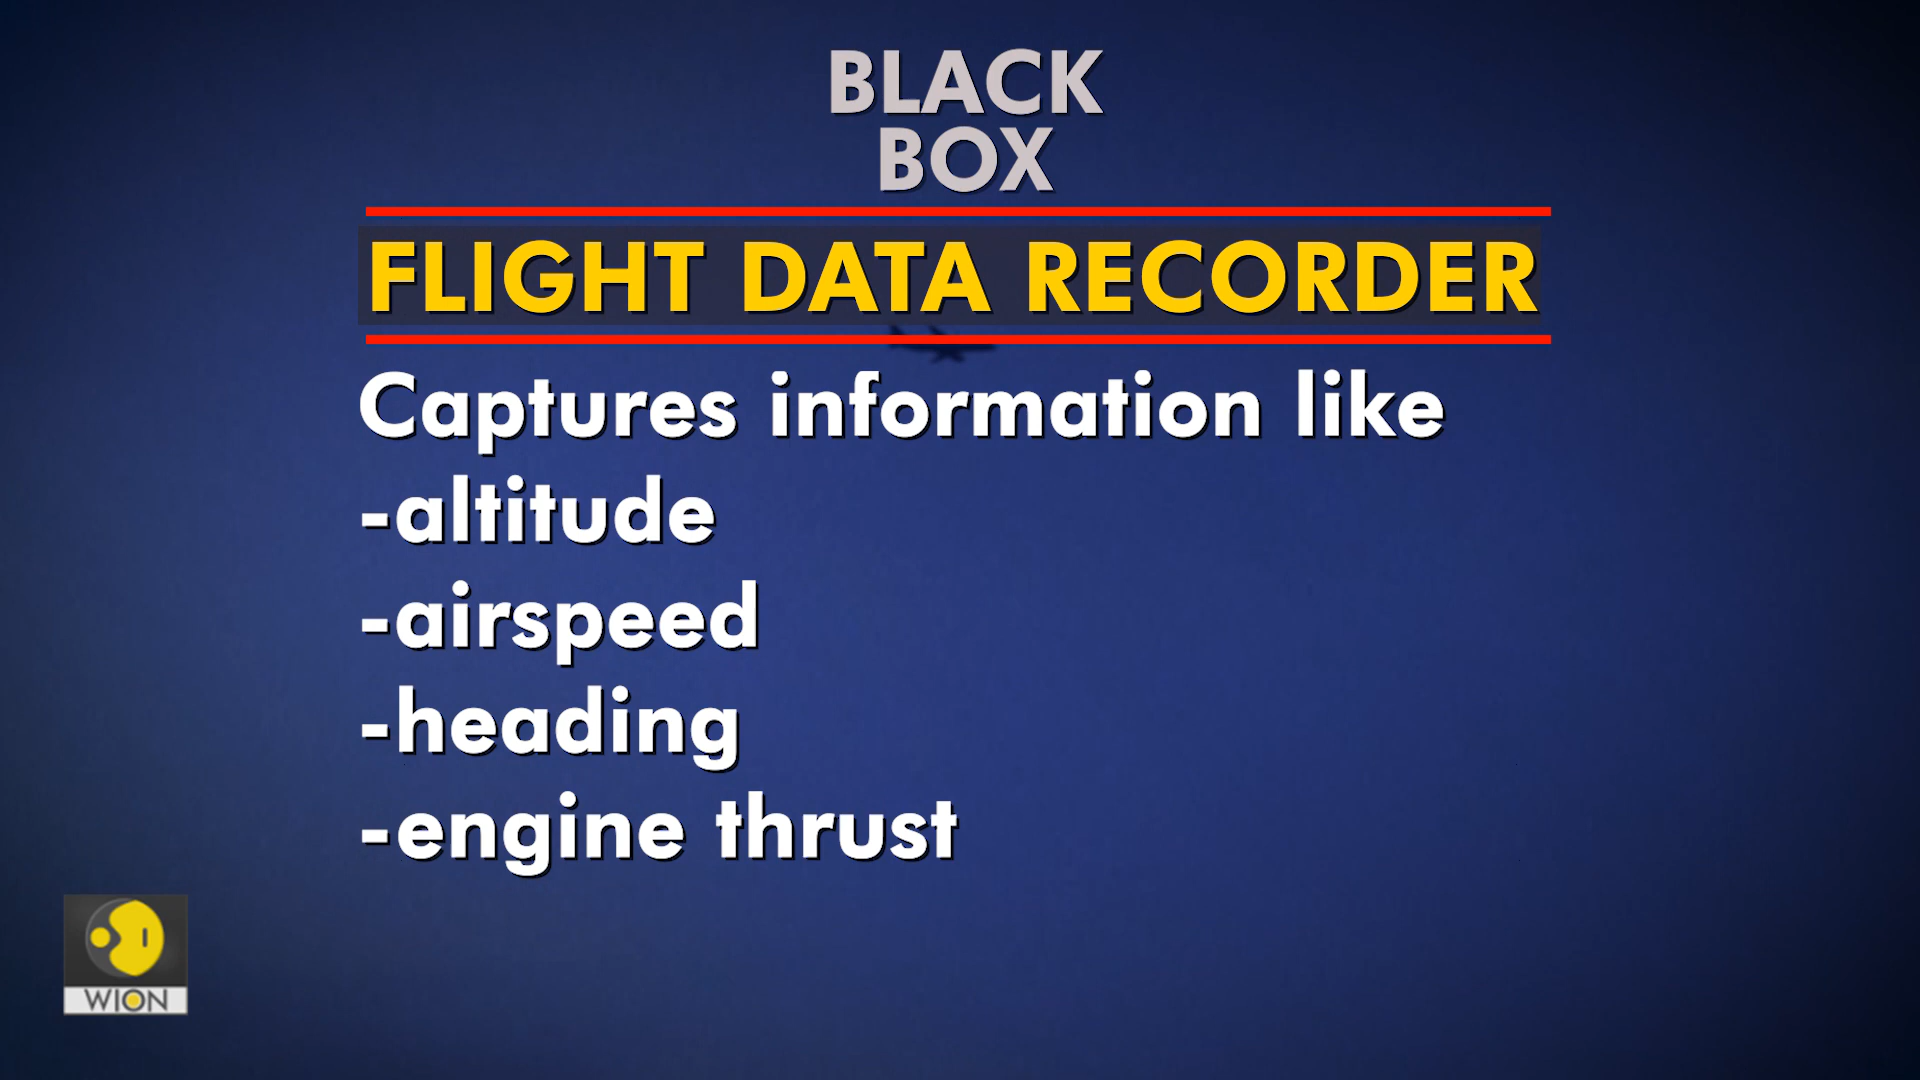 BLACK
BOX
FLIGHT DATA RECORDER
Captures information like
-altitude
-airspeed
-heading
-engine thrust
WION